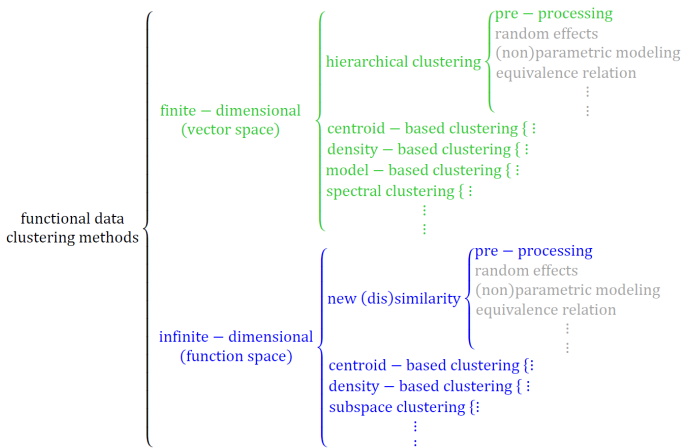 functional data
clustering methods
finite − dimensional
(vector space)
hierarchical clustering
pre − processing
random effects
(non)parametric modeling
equivalence relation
⋮
⋮
centroid − based clustering { ⋮
density − based clustering { ⋮
model − based clustering { ⋮
spectral clustering { ⋮
⋮
⋮
infinite − dimensional
(function space)
new (dis)similarity
pre − processing
random effects
(non)parametric modeling
equivalence relation
⋮
⋮
centroid − based clustering {⋮
density − based clustering { ⋮
subspace clustering {⋮
⋮
⋮